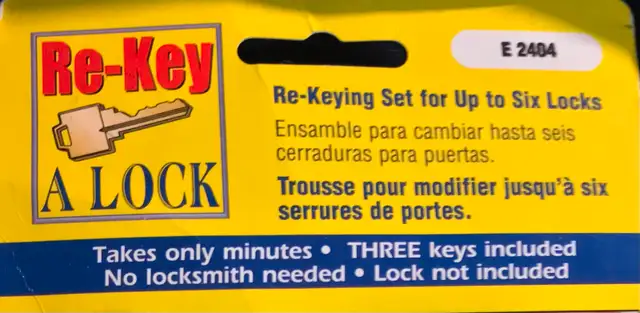 Re-Key
A LOCK
E 2404
Re-Keying Set for Up to Six Locks
Ensamble para cambiar hasta seis
cerraduras para puertas.
Trousse pour modifier jusqu'à six
serrures de portes.
Takes only minutes • THREE keys included
No locksmith needed • Lock not included